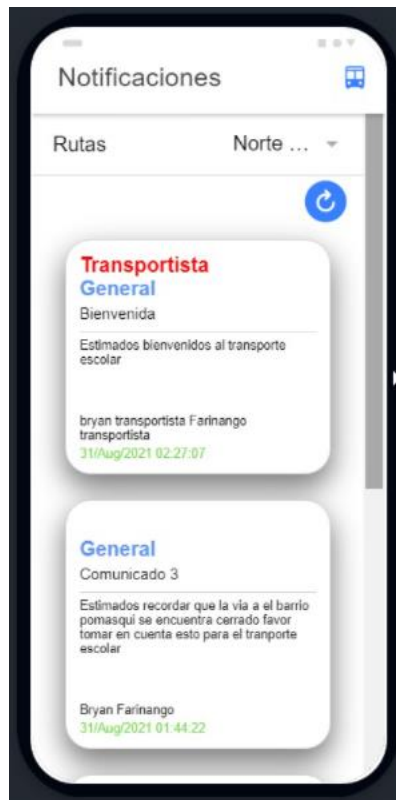 Notificaciones
Rutas Norte ...
Transportista
General
Bienvenida
Estimados bienvenidos al transporte
escolar
bryan transportista Farinango
transportista
31/Aug/2021 02:27:07
General
Comunicado 3
Estimados recordar que la via a el barrio
pomasqui se encuentra cerrado favor
tomar en cuenta esto para el tranporte
escolar
Bryan Farinango
31/Aug/2021 01:44:22